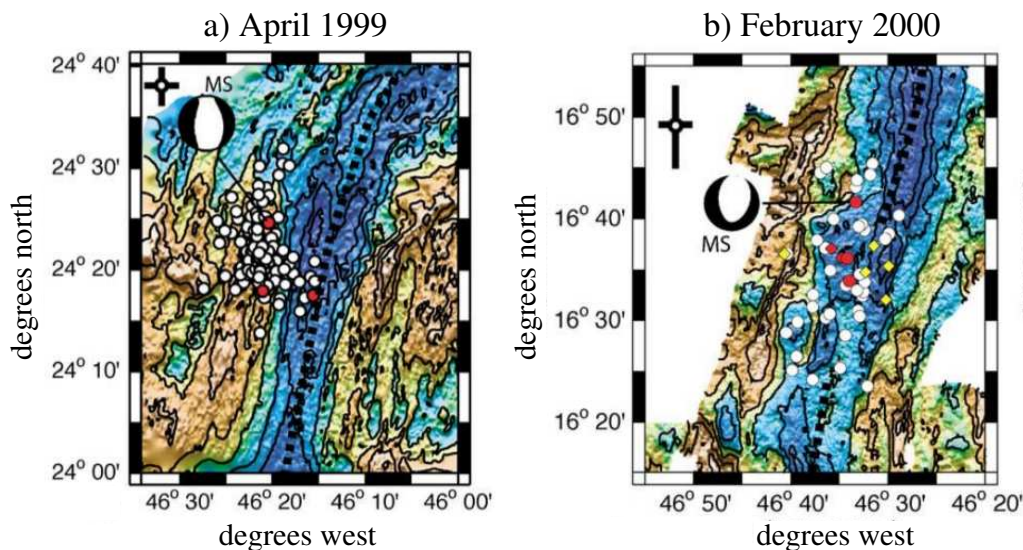 a) April 1999
b) February 2000
MS
24° 40'
24° 30'
24° 20'
24° 10'
24° 00'
degrees north
46° 30'
46° 20'
46° 10'
46° 00'
degrees west
MS
16° 50'
16° 40'
16° 30'
16° 20'
degrees north
46° 50'
46° 40'
46° 30'
46° 20'
degrees west